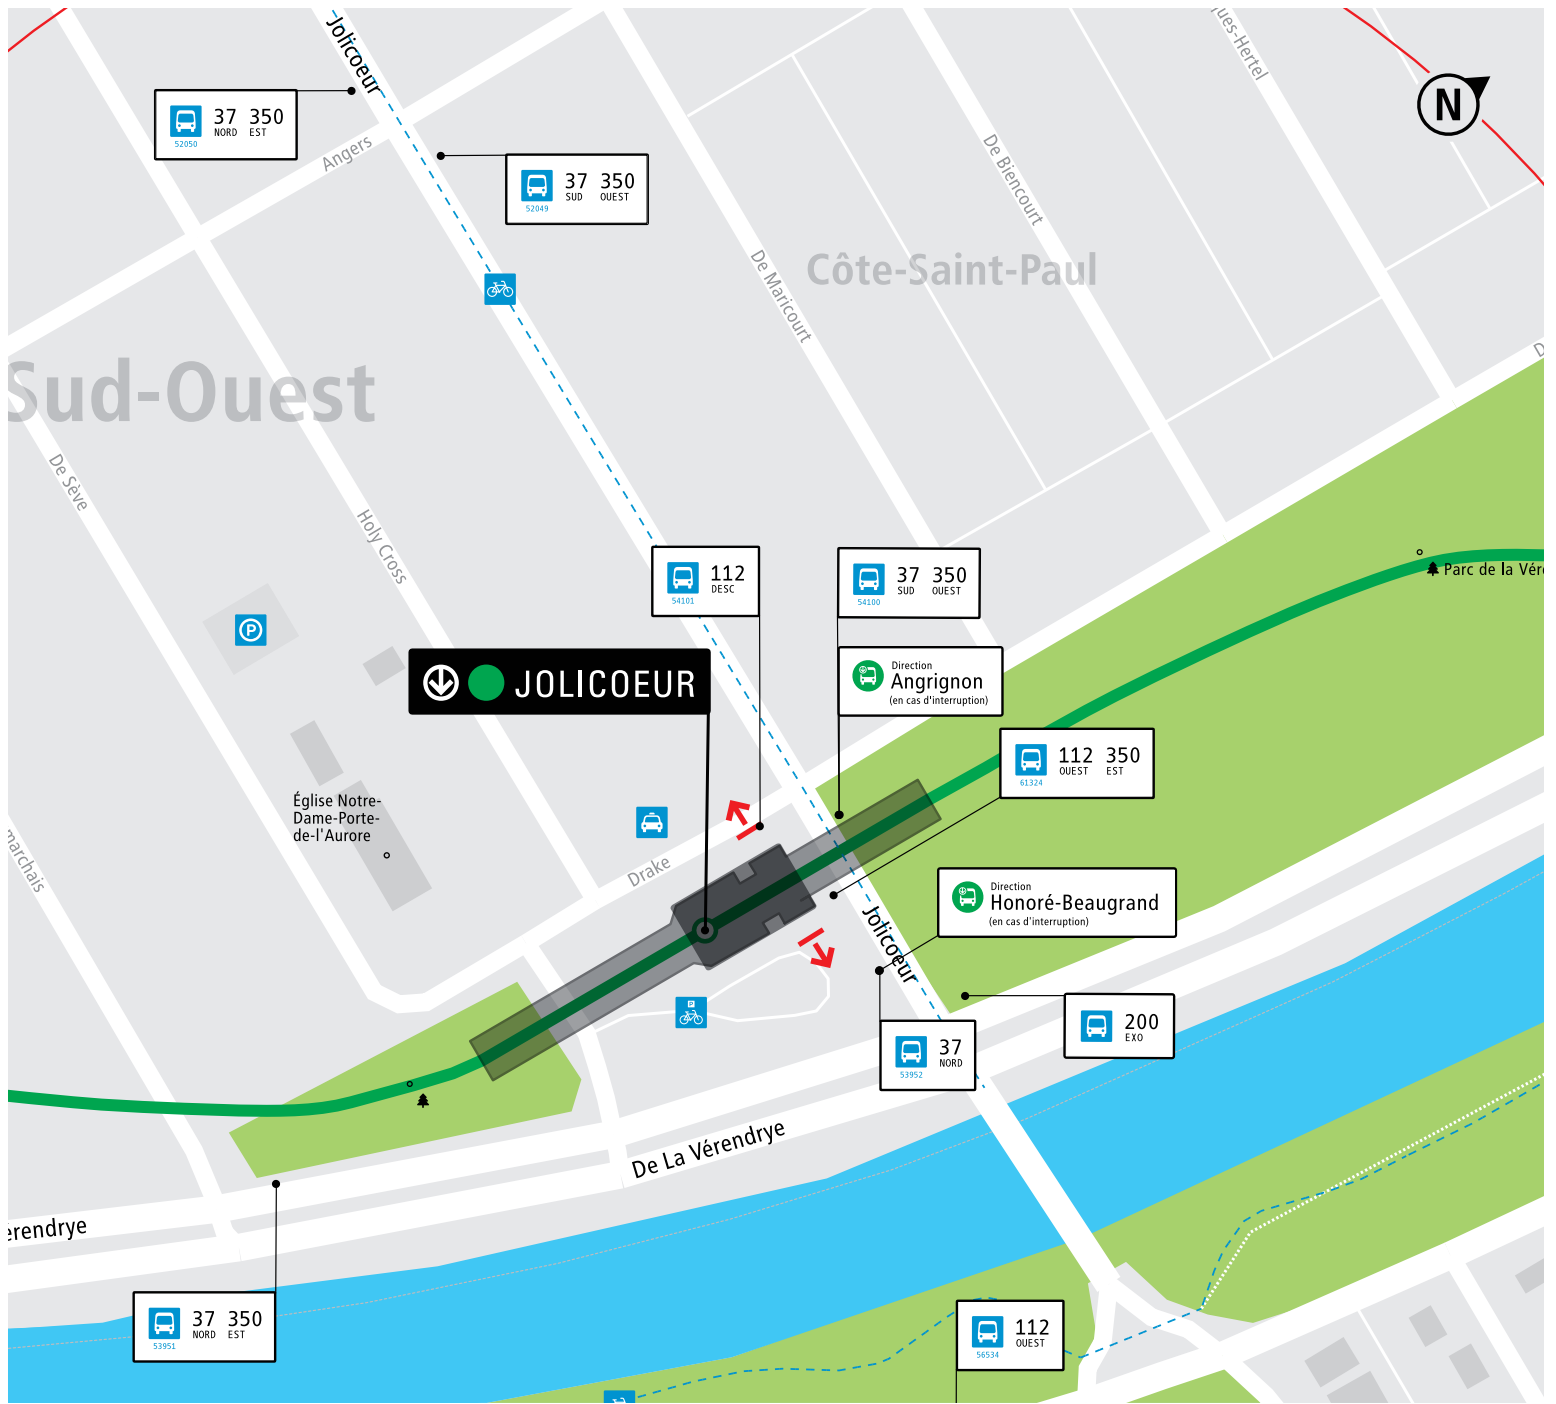 Jolicoeur
ques-Hertel
N
37 350
NORD EST
52050
Angers
37 350
SUD OUEST
52049
De Biencourt
De Maricourt
Côte-Saint-Paul
Sud-Ouest
De Sève
Holy Cross
112
DESC
54101
37 350
SUD OUEST
54100
Parc de la Vér
P
JOLICOEUR
Direction
Angrignon
(en cas d'interruption)
112 350
OUEST EST
61324
Église Notre-
Dame-Porte-
de-l'Aurore
marchais
Drake
Jolicoeur
Direction
Honoré-Beaugrand
(en cas d'interruption)
P
200
EXO
37
NORD
53952
De La Vérendrye
érendrye
37 350
NORD EST
53951
112
OUEST
56534